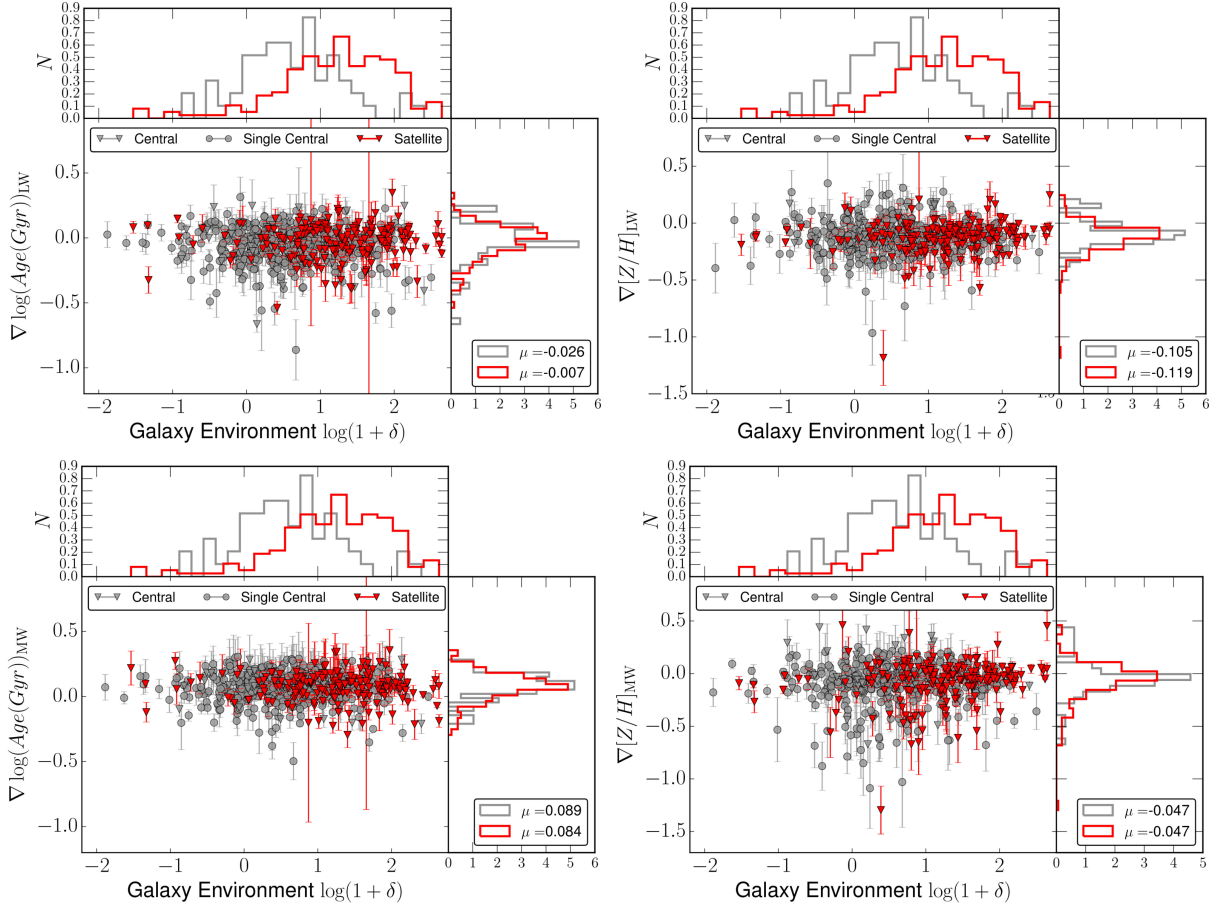 0.9
0.8
0.7
0.6
0.5
0.4
0.3
0.2
0.1
0.0
N
Central Single Central Satellite
0.5
0.0
−0.5
−1.0
∇ log(Age(Gyr))LW
μ =-0.026
μ =-0.007
−2 −1 0 1 2
0 1 2 3 4 5 6
Galaxy Environment log(1 + δ)
0.9
0.8
0.7
0.6
0.5
0.4
0.3
0.2
0.1
0.0
N
Central Single Central Satellite
0.5
0.0
−0.5
−1.0
−1.5
∇[Z/H]LW
μ =-0.105
μ =-0.119
−2 −1 0 1 2
0 1 2 3 4 5 6
Galaxy Environment log(1 + δ)
0.9
0.8
0.7
0.6
0.5
0.4
0.3
0.2
0.1
0.0
N
Central Single Central Satellite
0.5
0.0
−0.5
−1.0
∇ log(Age(Gyr))MW
μ =0.089
μ =0.084
−2 −1 0 1 2
0 1 2 3 4 5 6
Galaxy Environment log(1 + δ)
0.9
0.8
0.7
0.6
0.5
0.4
0.3
0.2
0.1
0.0
N
Central Single Central Satellite
0.5
0.0
−0.5
−1.0
−1.5
∇[Z/H]MW
μ =-0.047
μ =-0.047
−2 −1 0 1 2
0 1 2 3 4 5
Galaxy Environment log(1 + δ)